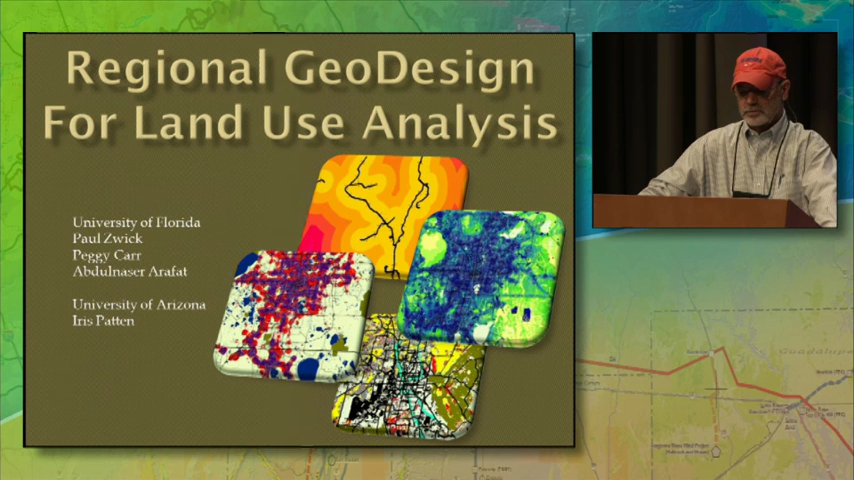 Regional GeoDesign
For Land Use Analysis
University of Florida
Paul Zwick
Peggy Carr
Abdulnaser Arafat
University of Arizona
Iris Patten